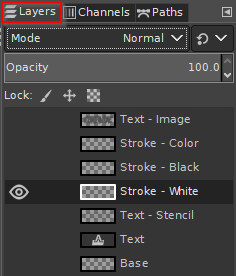 Layers Channels Paths
Mode Normal
Opacity 100.0
Lock:
Text - Image
Stroke - Color
Stroke - Black
Stroke - White
Text - Stencil
Text
Base